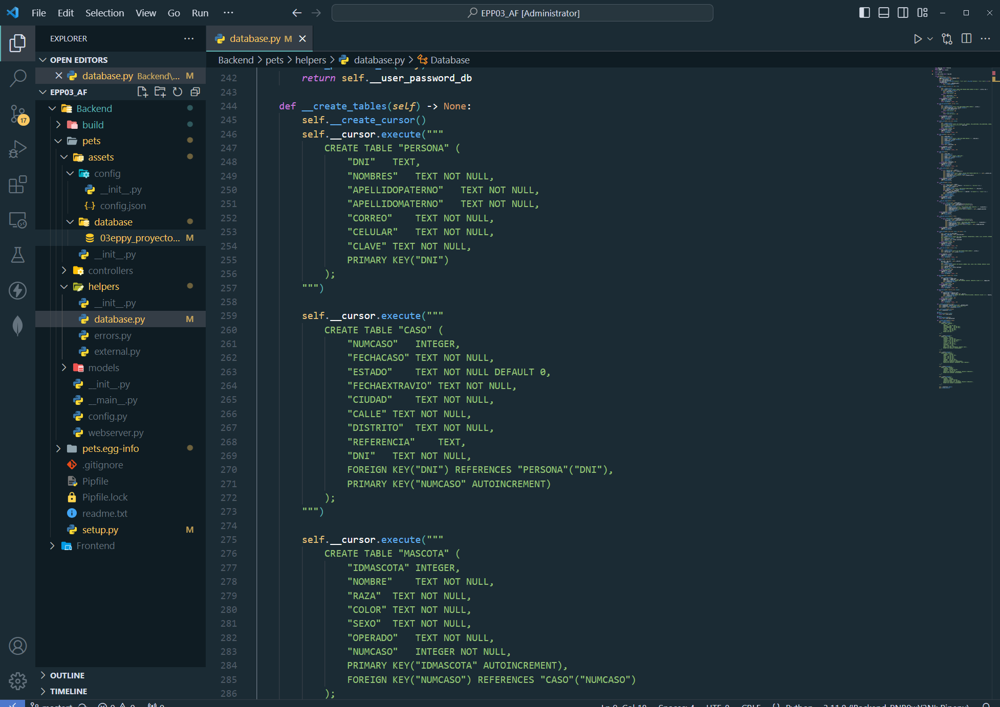 File Edit Selection View Go Run ···
EPP03_AF [Administrator]
EXPLORER
OPEN EDITORS
database.py Backend\... M
EPP03_AF
Backend
build
pets
assets
config
__init__.py
config.json
database
03eppy_proyecto... M
__init__.py
controllers
helpers
__init__.py
database.py M
errors.py
external.py
models
__init__.py
__main__.py
config.py
webserver.py
pets.egg-info
.gitignore
Pipfile
Pipfile.lock
readme.txt
setup.py M
Frontend
OUTLINE
TIMELINE
17
database.py M
Backend > pets > helpers > database.py > Database
242 return self.__user_password_db
243
244 def __create_tables(self) -> None:
245 self.__create_cursor()
246 self.__cursor.execute("""
247 CREATE TABLE "PERSONA" (
248 "DNI" TEXT,
249 "NOMBRES" TEXT NOT NULL,
250 "APELLIDOPATERNO" TEXT NOT NULL,
251 "APELLIDOMATERNO" TEXT NOT NULL,
252 "CORREO" TEXT NOT NULL,
253 "CELULAR" TEXT NOT NULL,
254 "CLAVE" TEXT NOT NULL,
255 PRIMARY KEY("DNI")
256 );
257 """)
258
259 self.__cursor.execute("""
260 CREATE TABLE "CASO" (
261 "NUMCASO" INTEGER,
262 "FECHACASO" TEXT NOT NULL,
263 "ESTADO" TEXT NOT NULL DEFAULT 0,
264 "FECHAEXTRAVIO" TEXT NOT NULL,
265 "CIUDAD" TEXT NOT NULL,
266 "CALLE" TEXT NOT NULL,
267 "DISTRITO" TEXT NOT NULL,
268 "REFERENCIA" TEXT,
269 "DNI" TEXT NOT NULL,
270 FOREIGN KEY("DNI") REFERENCES "PERSONA"("DNI"),
271 PRIMARY KEY("NUMCASO" AUTOINCREMENT)
272 );
273 """)
274
275 self.__cursor.execute("""
276 CREATE TABLE "MASCOTA" (
277 "IDMASCOTA" INTEGER,
278 "NOMBRE" TEXT NOT NULL,
279 "RAZA" TEXT NOT NULL,
280 "COLOR" TEXT NOT NULL,
281 "SEXO" TEXT NOT NULL,
282 "OPERADO" TEXT NOT NULL,
283 "NUMCASO" INTEGER NOT NULL,
284 PRIMARY KEY("IDMASCOTA" AUTOINCREMENT),
285 FOREIGN KEY("NUMCASO") REFERENCES "CASO"("NUMCASO")
286 );